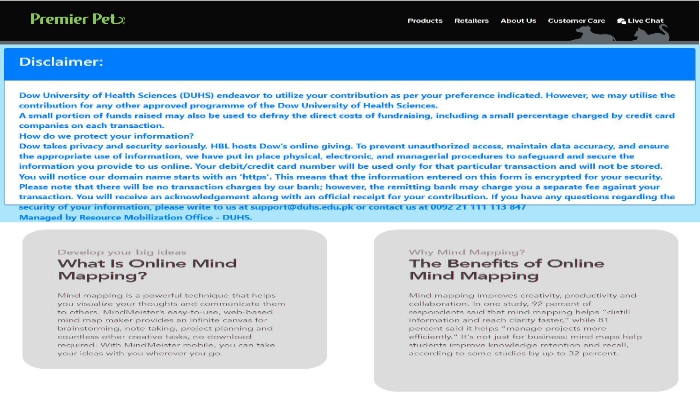 Premier Pet
Products Retailers About Us Customer Care Live Chat
Disclaimer:
Dow University of Health Sciences (DUHS) endeavor to utilize your contribution as per your preference indicated. However, we may utilise the
contribution for any other approved programme of the Dow University of Health Sciences.
A small portion of funds raised may also be used to defray the direct costs of fundraising, including a small percentage charged by credit card
companies on each transaction.
How do we protect your information?
Dow takes privacy and security seriously. HBL hosts Dow's online giving. To prevent unauthorized access, maintain data accuracy, and ensure
the appropriate use of information, we have put in place physical, electronic, and managerial procedures to safeguard and secure the
information you provide to us online. Your debit/credit card number will be used only for that particular transaction and will not be stored.
You will notice our domain name starts with an 'https'. This means that the information entered on this form is encrypted for your security.
Please note that there will be no transaction charges by our bank; however, the remitting bank may charge you a separate fee against your
transaction. You will receive an acknowledgement along with an official receipt for your contribution. If you have any questions regarding the
security of your information, please write to us at support@duhs.edu.pk or contact us at 0092 21 111 113 847
Managed by Resource Mobilization Office - DUHS.
Develop your big ideas
What Is Online Mind
Mapping?
Mind mapping is a powerful technique that helps
you visualize your thoughts and communicate them
to others. MindMeister's easy-to-use, web-based
mind map maker provides an infinite canvas for
brainstorming, note taking, project planning and
countless other creative tasks, no download
required. With MindMeister mobile, you can take
your ideas with you wherever you go.
Why Mind Mapping?
The Benefits of Online
Mind Mapping
Mind mapping improves creativity, productivity and
collaboration. In one study, 92 percent of
respondents said that mind mapping helps "distill
information and reach clarity faster," while 81
percent said it helps "manage projects more
efficiently." It's not just for business: mind maps help
students improve knowledge retention and recall,
according to some studies by up to 32 percent.